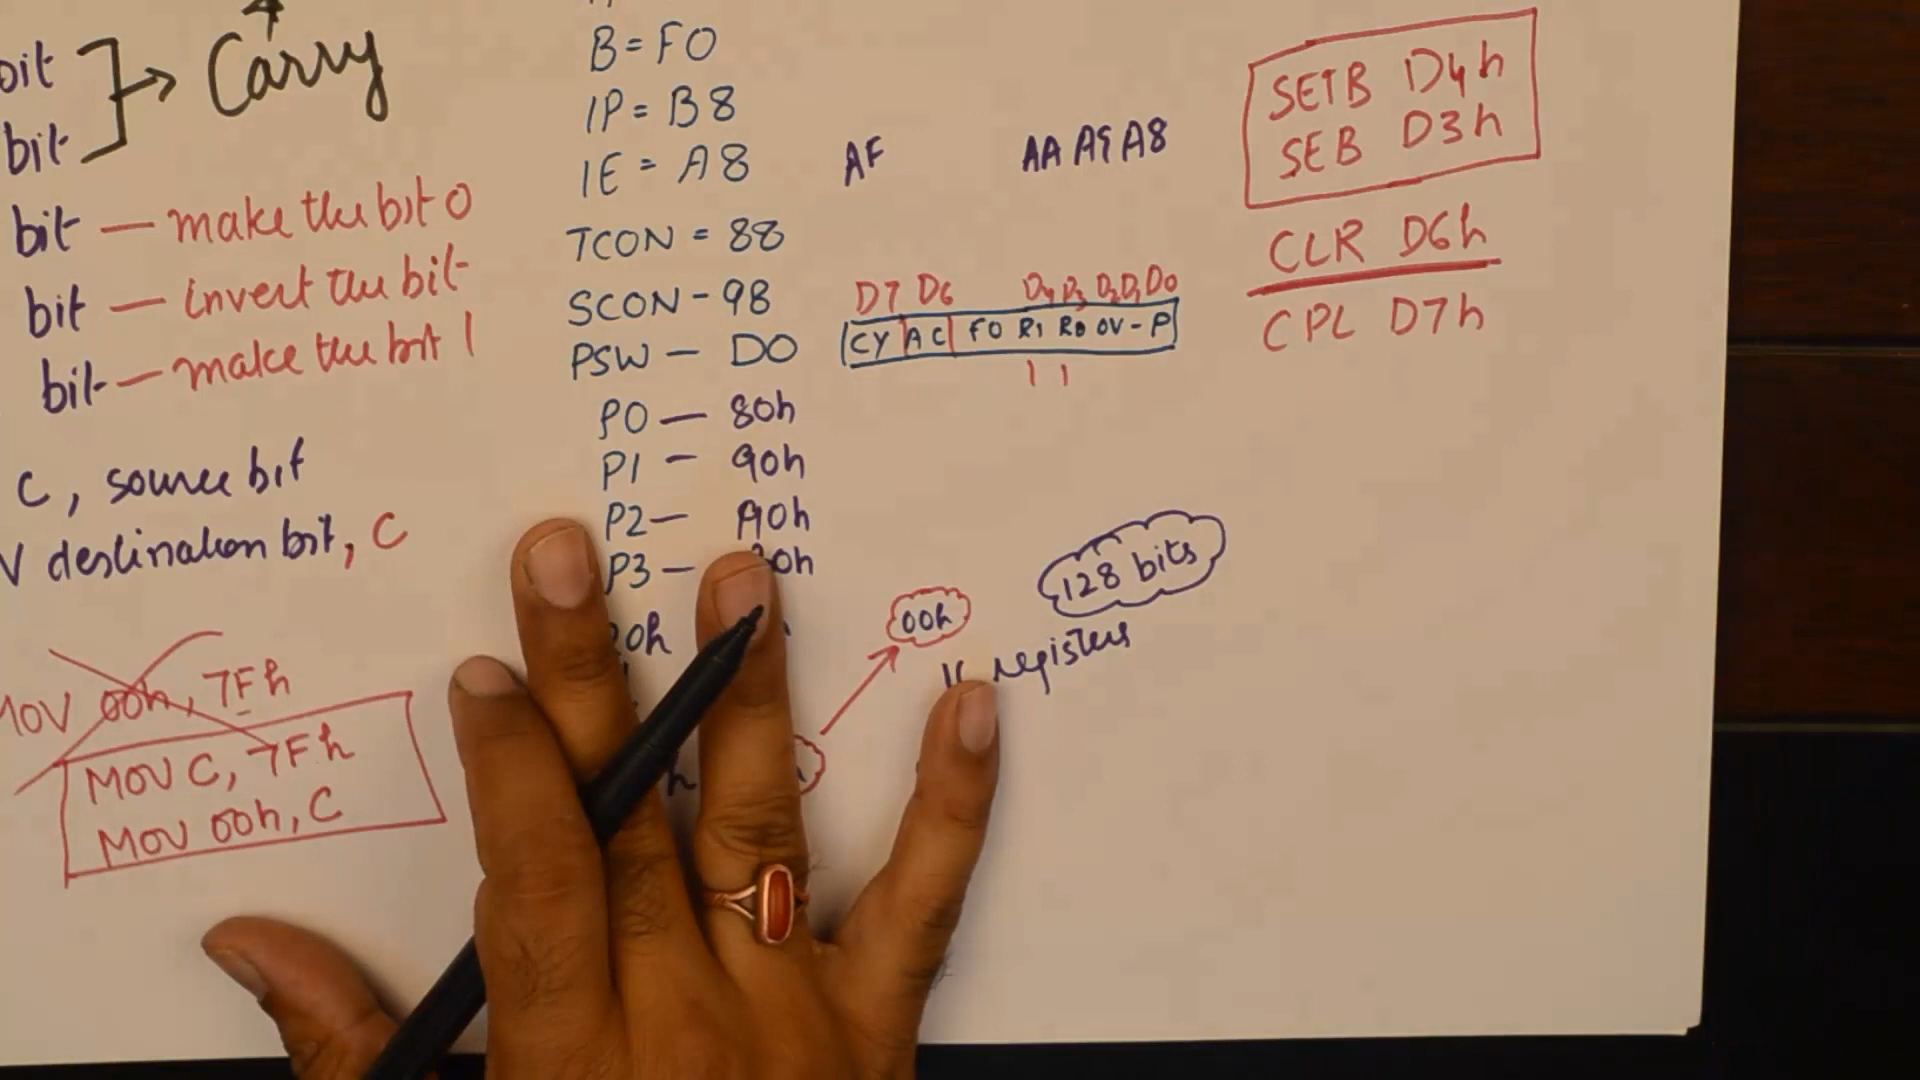 bit
bit
Carry
bit — make the bit 0
bit — invert the bit
bit — make the bit 1
C, source bit
V destination bit, C
MOV 00h, 7Fh
MOV C, 7Fh
MOV 00h, C
B = F0
IP = B8
IE = A8
AF AA A9 A8
TCON = 88
SCON - 98
PSW — D0
D7 D6 D4 D3 D2 D1 D0
CY AC F0 R1 R0 OV - P
1 1
P0 — 80h
P1 — 90h
P2 — A0h
P3 —
00h
128 bits
registers
SETB D4h
SEB D3h
CLR D6h
CPL D7h